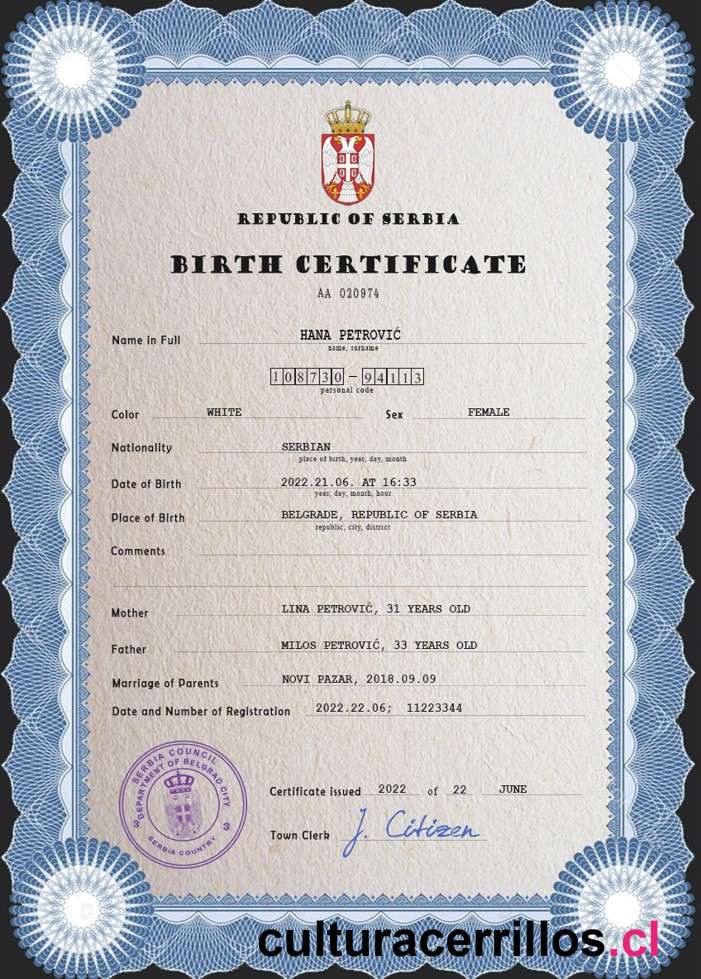 REPUBLIC OF SERBIA
BIRTH CERTIFICATE
AA 020974
Name in Full HANA PETROVIĆ
name, surname
108730-94113
personal code
Color WHITE Sex FEMALE
Nationality SERBIAN
place of birth, year, day, month
Date of Birth 2022.21.06. AT 16:33
year, day, month, hour
Place of Birth BELGRADE, REPUBLIC OF SERBIA
republic, city, district
Comments
Mother LINA PETROVIĆ, 31 YEARS OLD
Father MILOS PETROVIĆ, 33 YEARS OLD
Marriage of Parents NOVI PAZAR, 2018.09.09
Date and Number of Registration 2022.22.06; 11223344
SERBIA COUNCIL
DEPARTMENT OF BELGRAD CITY
3 3
SERBIA COUNTRY
Certificate issued 2022 of 22 JUNE
Town Clerk J. Citizen
culturacerrillos.cl